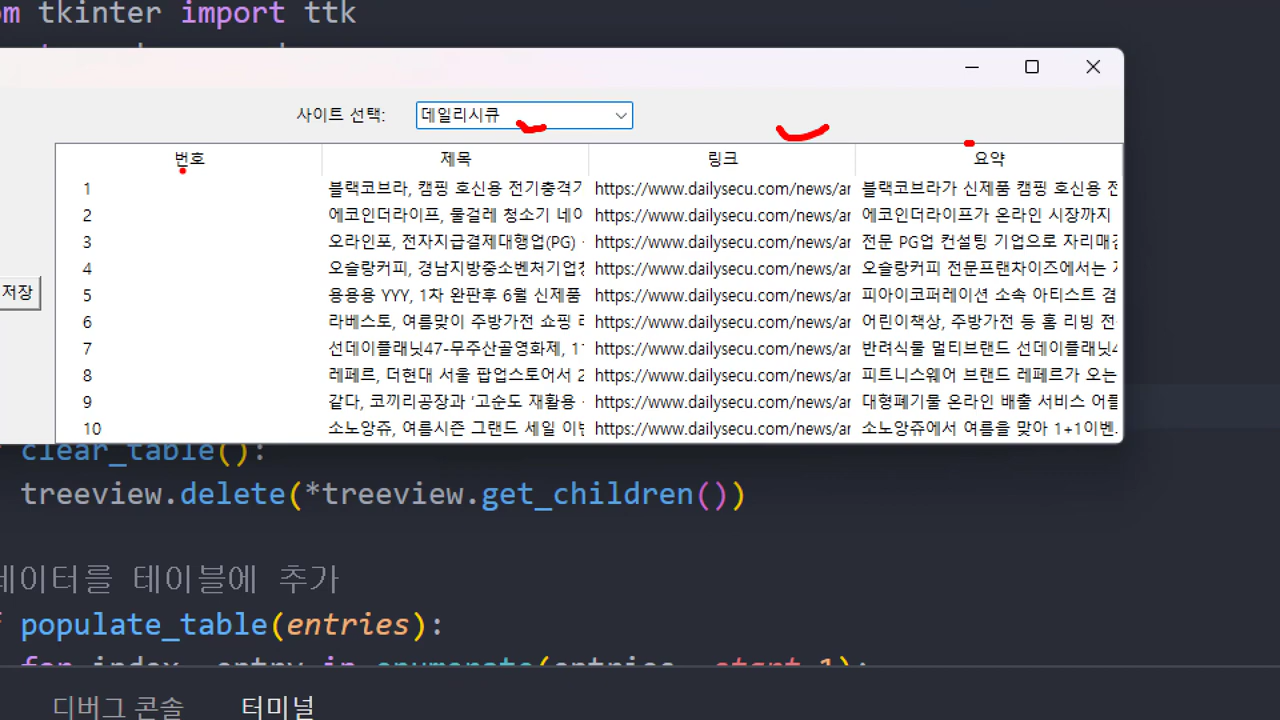 om tkinter import ttk
사이트 선택: 데일리시큐
번호 제목 링크 요약
1 블랙코브라, 캠핑 호신용 전기충격기 https://www.dailysecu.com/news/ar 블랙코브라가 신제품 캠핑 호신용 전
2 에코인더라이프, 물걸레 청소기 네이 https://www.dailysecu.com/news/ar 에코인더라이프가 온라인 시장까지
3 오라인포, 전자지급결제대행업(PG) https://www.dailysecu.com/news/ar 전문 PG업 컨설팅 기업으로 자리매김
4 오슬랑커피, 경남지방중소벤처기업청 https://www.dailysecu.com/news/ar 오슬랑커피 전문프랜차이즈에서는
저장
5 용용용 YYY, 1차 완판후 6월 신제품 https://www.dailysecu.com/news/ar 피아이코퍼레이션 소속 아티스트 겸
6 라베스토, 여름맞이 주방가전 쇼핑 https://www.dailysecu.com/news/ar 어린이책상, 주방가전 등 홈 리빙 전
7 선데이플래닛47-무주산골영화제, 1 https://www.dailysecu.com/news/ar 반려식물 멀티브랜드 선데이플래닛4
8 레페르, 더현대 서울 팝업스토어서 2 https://www.dailysecu.com/news/ar 피트니스웨어 브랜드 레페르가 오는
9 같다, 코끼리공장과 '고순도 재활용 https://www.dailysecu.com/news/ar 대형폐기물 온라인 배출 서비스 어플
10 소노앙쥬, 여름시즌 그랜드 세일 이벤 https://www.dailysecu.com/news/ar 소노앙쥬에서 여름을 맞아 1+1이벤
clear_table():
treeview.delete(*treeview.get_children())
데이터를 테이블에 추가
populate_table(entries):
for index, entry in enumerate(entries, start=1):
디버그 콘솔 터미널